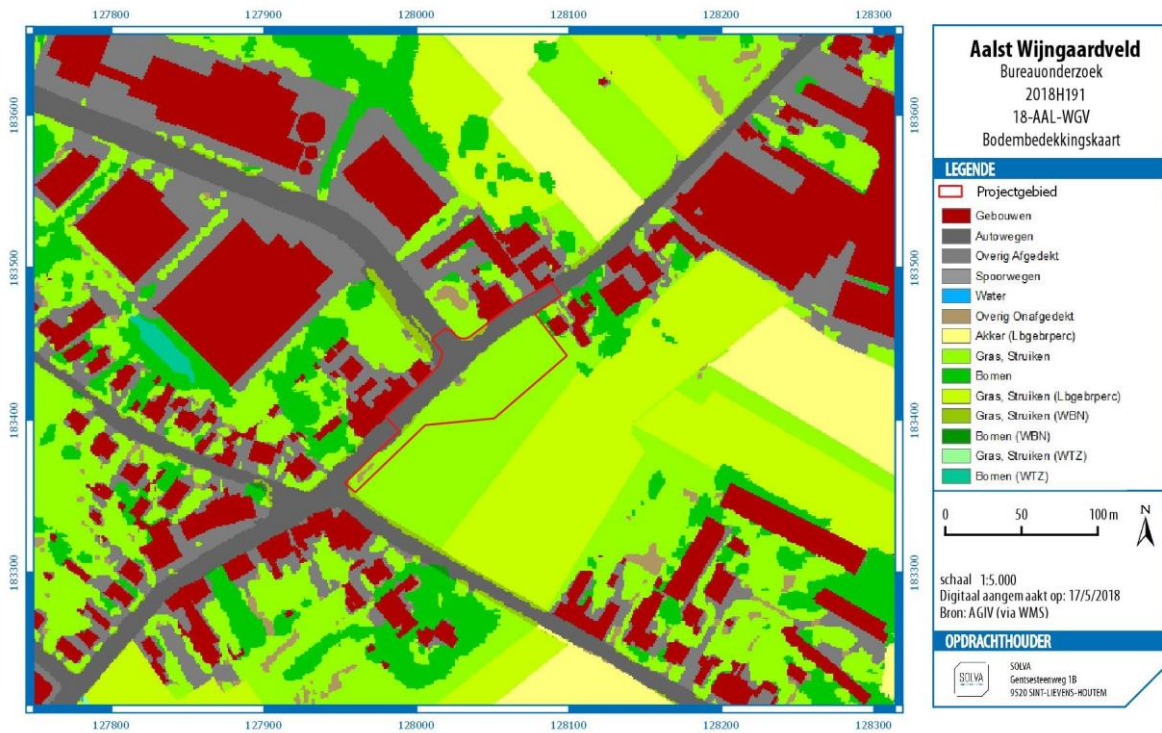 127800 127900 128000 128100 128200 128300
183600
183500
183400
183300
183600
183500
183400
183300
127800 127900 128000 128100 128200 128300
Aalst Wijngaardveld
Bureauonderzoek
2018H191
18-AAL-WGV
Bodembedekkingskaart
LEGENDE
Projectgebied
Gebouwen
Autowegen
Overig Afgedekt
Spoorwegen
Water
Overig Onafgedekt
Akker (Lbgebrperc)
Gras, Struiken
Bomen
Gras, Struiken (Lbgebrperc)
Gras, Struiken (WBN)
Bomen (WBN)
Gras, Struiken (WTZ)
Bomen (WTZ)
0 50 100 m
N
schaal 1:5.000
Digitaal aangemaakt op: 17/5/2018
Bron: AGIV (via WMS)
OPDRACHTHOUDER
SOLVA
SOLVA
Gentsesteenweg 1B
9520 SINT-LIEVENS-HOUTEM